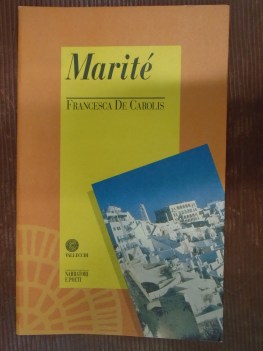 Marité
FRANCESCA DE CAROLIS
VALLECCHI
NARRATORI
E POETI